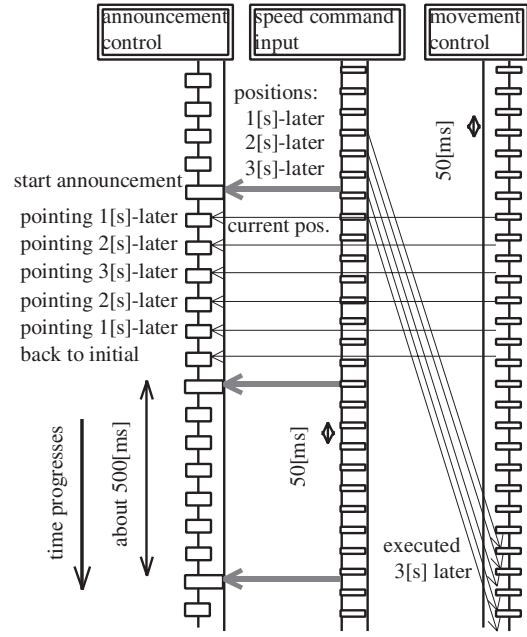 announcement
control
speed command
input
movement
control
positions:
1[s]-later
2[s]-later
3[s]-later
50[ms]
start announcement
pointing 1[s]-later
current pos.
pointing 2[s]-later
pointing 3[s]-later
pointing 2[s]-later
pointing 1[s]-later
back to initial
time progresses
about 500[ms]
50[ms]
executed
3[s] later